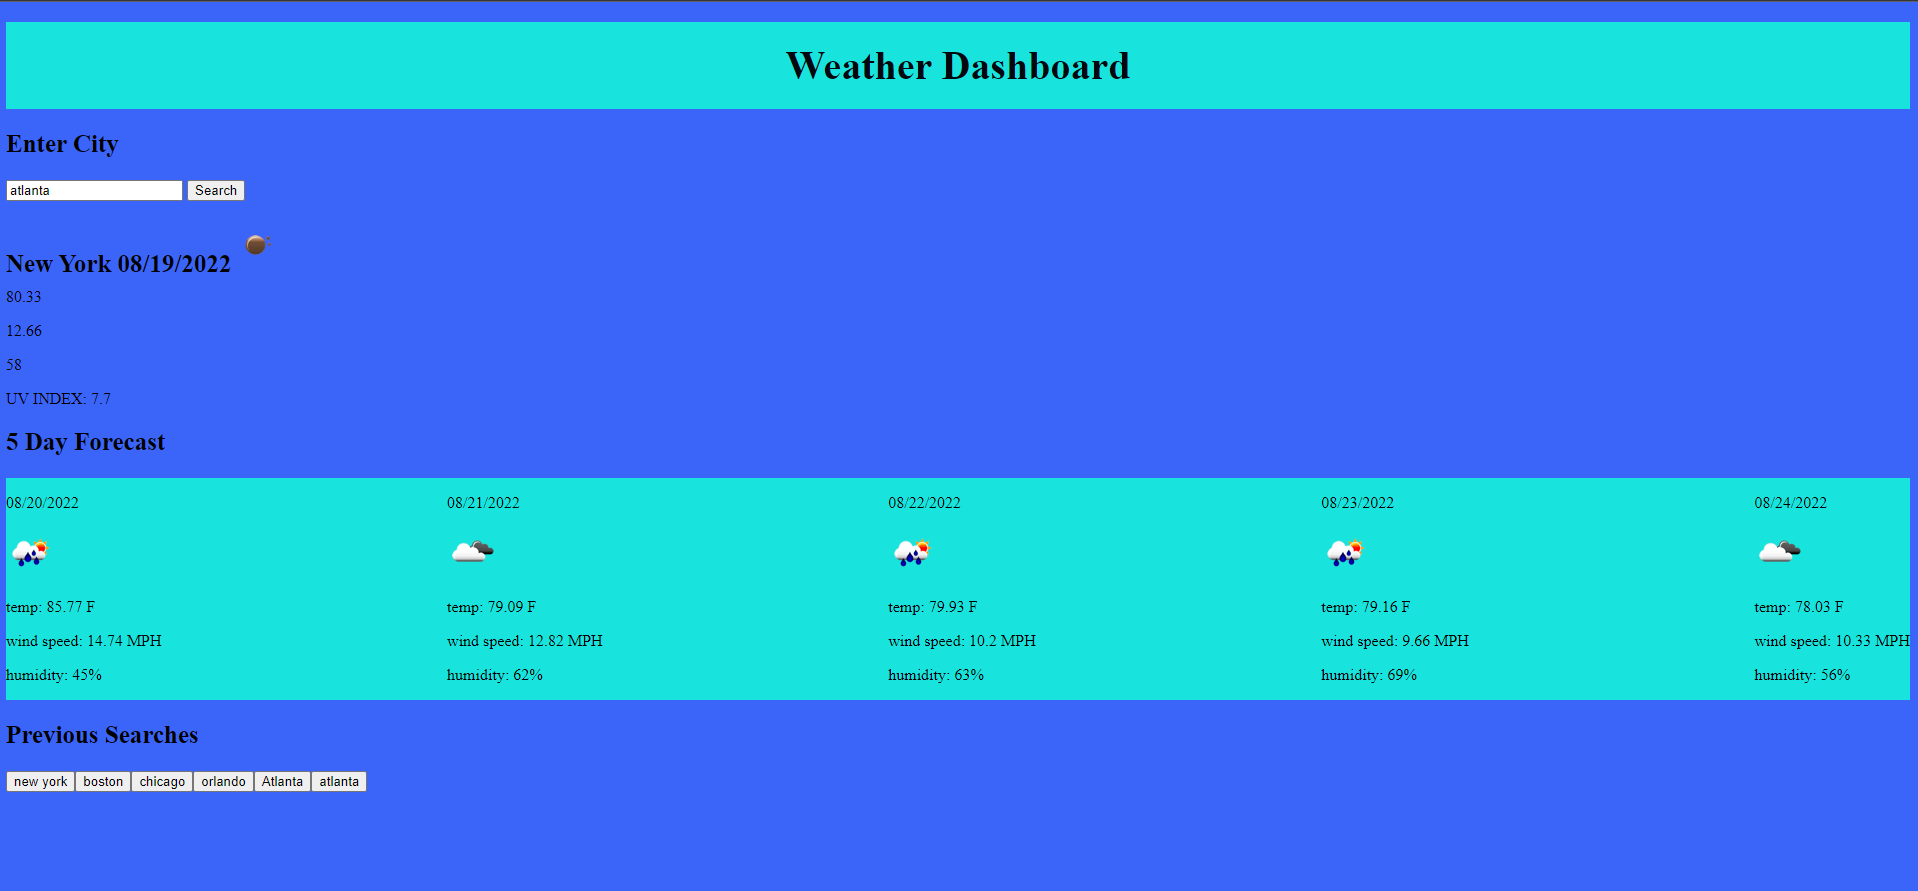 Weather Dashboard
Enter City
atlanta Search
New York 08/19/2022
80.33
12.66
58
UV INDEX: 7.7
5 Day Forecast
08/20/2022 08/21/2022 08/22/2022 08/23/2022 08/24/2022
temp: 85.77 F temp: 79.09 F temp: 79.93 F temp: 79.16 F temp: 78.03 F
wind speed: 14.74 MPH wind speed: 12.82 MPH wind speed: 10.2 MPH wind speed: 9.66 MPH wind speed: 10.33 MPH
humidity: 45% humidity: 62% humidity: 63% humidity: 69% humidity: 56%
Previous Searches
new york boston chicago orlando Atlanta atlanta